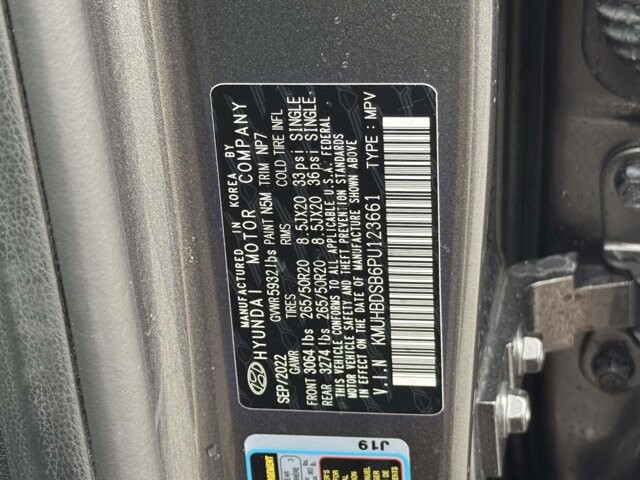 MANUFACTURED IN KOREA BY
HYUNDAI MOTOR COMPANY
SEP/2022 GVWR 5932 lbs PAINT N5M TRIM NP7
GAWR TIRES RIMS COLD TIRE INFL
FRONT 3064 lbs 265/50R20 8.5JX20 33psi SINGLE
REAR 3274 lbs 265/50R20 8.5JX20 36psi SINGLE
THIS VEHICLE CONFORMS TO ALL APPLICABLE U.S.A. FEDERAL
MOTOR VEHICLE SAFETY AND THEFT PREVENTION STANDARDS
IN EFFECT ON THE DATE OF MANUFACTURE SHOWN ABOVE
V.I.N KMUHBDSB6PU123661 TYPE : MPV
J19